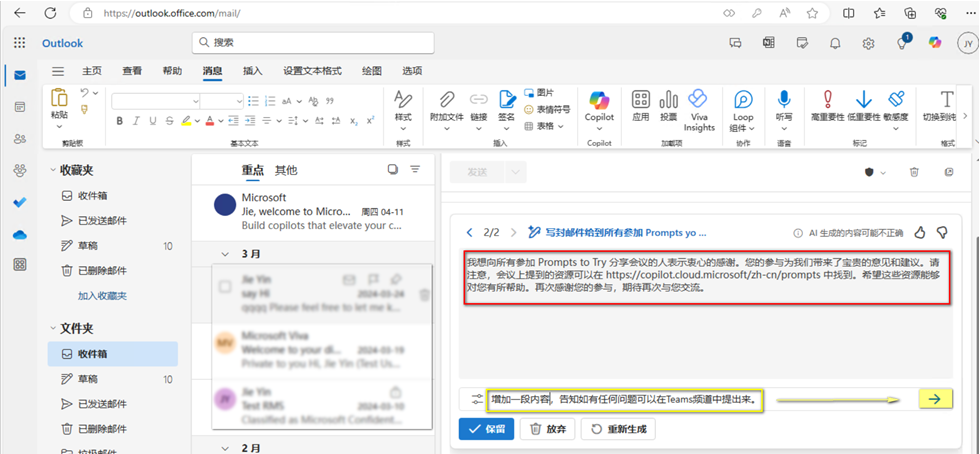 https://outlook.office.com/mail/
Outlook
搜索
1
JY
主页 查看 帮助 消息 插入 设置文本格式 绘图 选项
粘贴
剪贴板
B I U S
基本文本
样式
样式
附加文件
链接
签名
图片
表情符号
表格
插入
Copilot
Copilot
应用
投票
Viva
Insights
加载项
Loop
组件
协作
听写
语音
高重要性 低重要性 敏感度
标记
切换到纯
格式
收藏夹
收件箱
已发送邮件
草稿 10
已删除邮件
加入收藏夹
文件夹
收件箱
草稿 10
已发送邮件
已删除邮件
垃圾邮件
重点 其他
Microsoft
Jie, welcome to Micro... 周四 04-11
Build copilots that elevate your c...
3 月
Jie Yin
say HI 2024-03-24
qqqq Please feel free to let me k...
MV
Microsoft Viva
Welcome to your di... 2024-03-19
Private to you Hi, Jie Yin (Test Us...
JY
Jie Yin
Test RMS 2024-03-10
Classified as Microsoft Confident...
2 月
发送
2/2
写封邮件给到所有参加 Prompts yo ...
AI 生成的内容可能不正确
我想向所有参加 Prompts to Try 分享会议的人表示衷心的感谢。您的参与为我们带来了宝贵的意见和建议。请
注意，会议上提到的资源可以在 https://copilot.cloud.microsoft/zh-cn/prompts 中找到。希望这些资源能够
对您有所帮助。再次感谢您的参与，期待再次与您交流。
增加一段内容，告知如有任何问题可以在Teams频道中提出来。
保留
放弃
重新生成